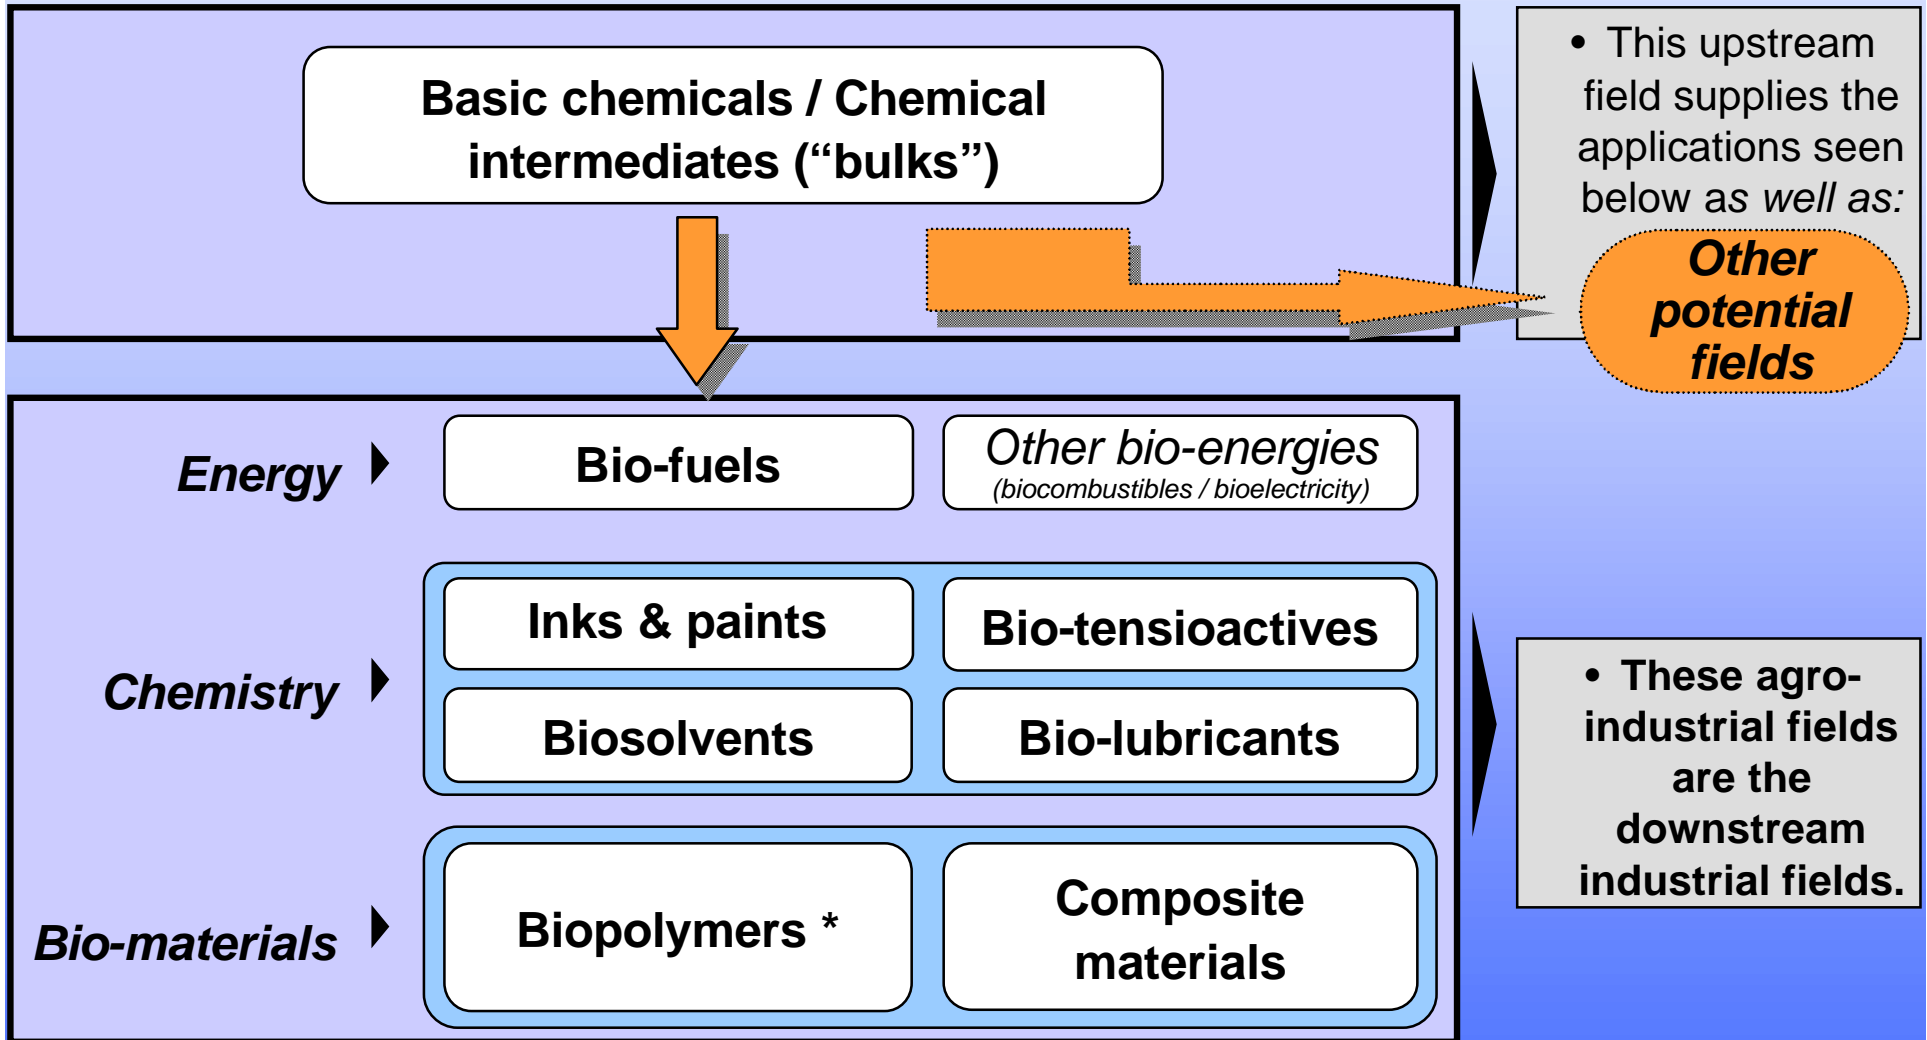 Basic chemicals / Chemical
intermediates (“bulks”)
• This upstream
field supplies the
applications seen
below as well as:
Other
potential
fields
Energy
Bio-fuels
Other bio-energies
(biocombustibles / bioelectricity)
Chemistry
Inks & paints
Bio-tensioactives
Biosolvents
Bio-lubricants
• These agro-
industrial fields
are the
downstream
industrial fields.
Bio-materials
Biopolymers *
Composite
materials